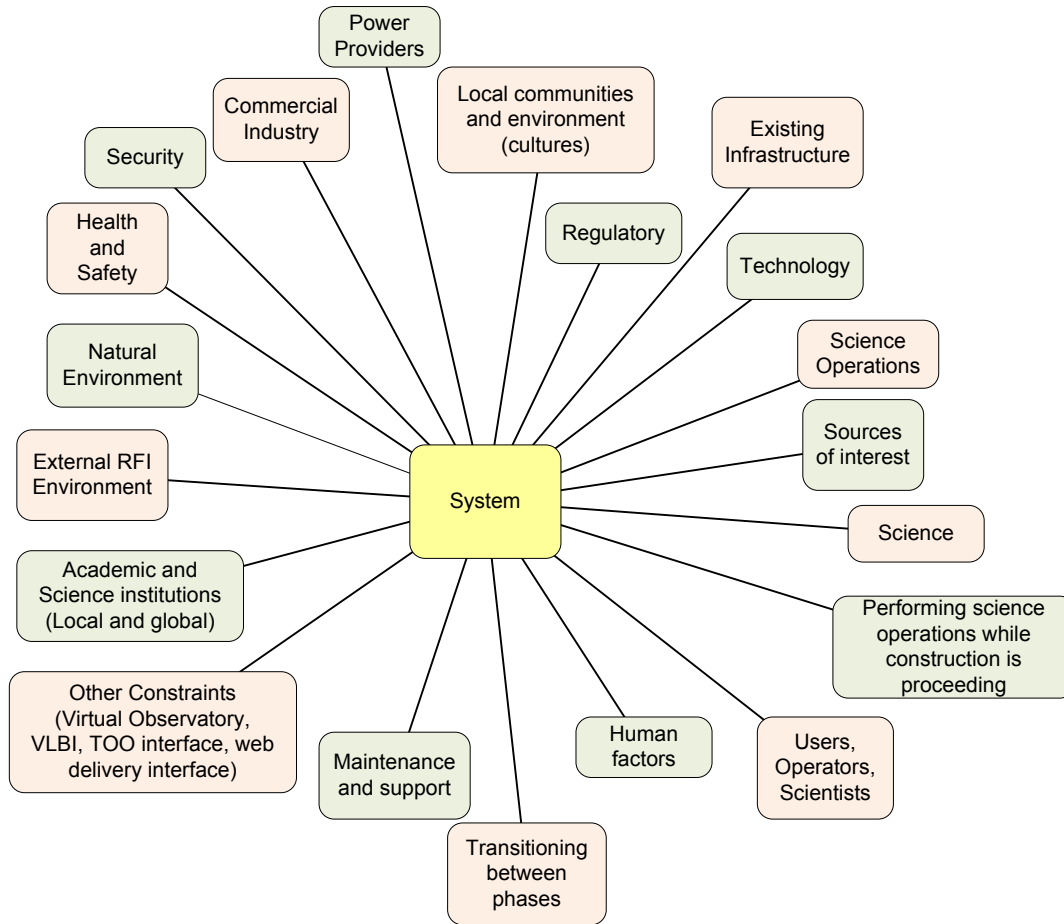 Power
Providers
Commercial
Industry
Local communities
and environment
(cultures)
Existing
Infrastructure
Security
Health
and
Safety
Regulatory
Technology
Natural
Environment
Science
Operations
Sources
of interest
External RFI
Environment
System
Science
Academic and
Science institutions
(Local and global)
Performing science
operations while
construction is
proceeding
Other Constraints
(Virtual Observatory,
VLBI, TOO interface, web
delivery interface)
Maintenance
and support
Human
factors
Users,
Operators,
Scientists
Transitioning
between
phases